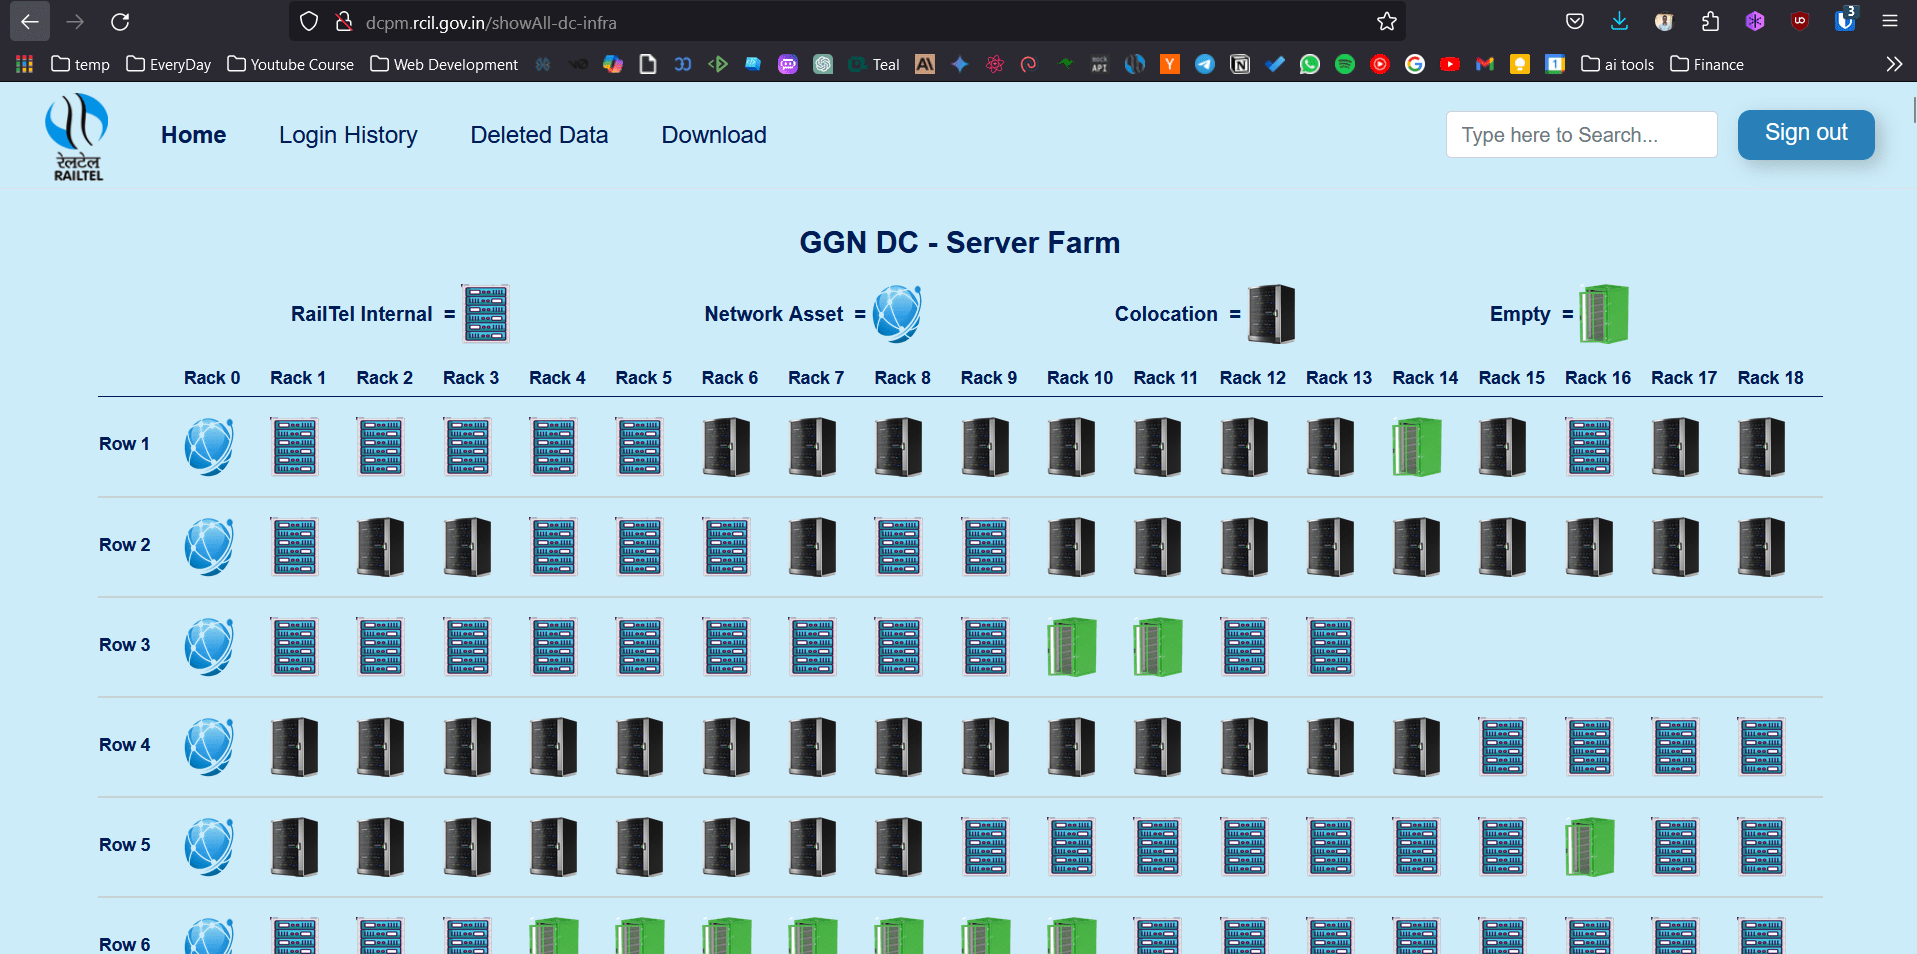 dcpm.rcil.gov.in/showAll-dc-infra
3
temp EveryDay Youtube Course Web Development Teal ai tools Finance
रेलटेल
RAILTEL
Home Login History Deleted Data Download Type here to Search... Sign out
GGN DC - Server Farm
RailTel Internal = Network Asset = Colocation = Empty =
Rack 0 Rack 1 Rack 2 Rack 3 Rack 4 Rack 5 Rack 6 Rack 7 Rack 8 Rack 9 Rack 10 Rack 11 Rack 12 Rack 13 Rack 14 Rack 15 Rack 16 Rack 17 Rack 18
Row 1
Row 2
Row 3
Row 4
Row 5
Row 6